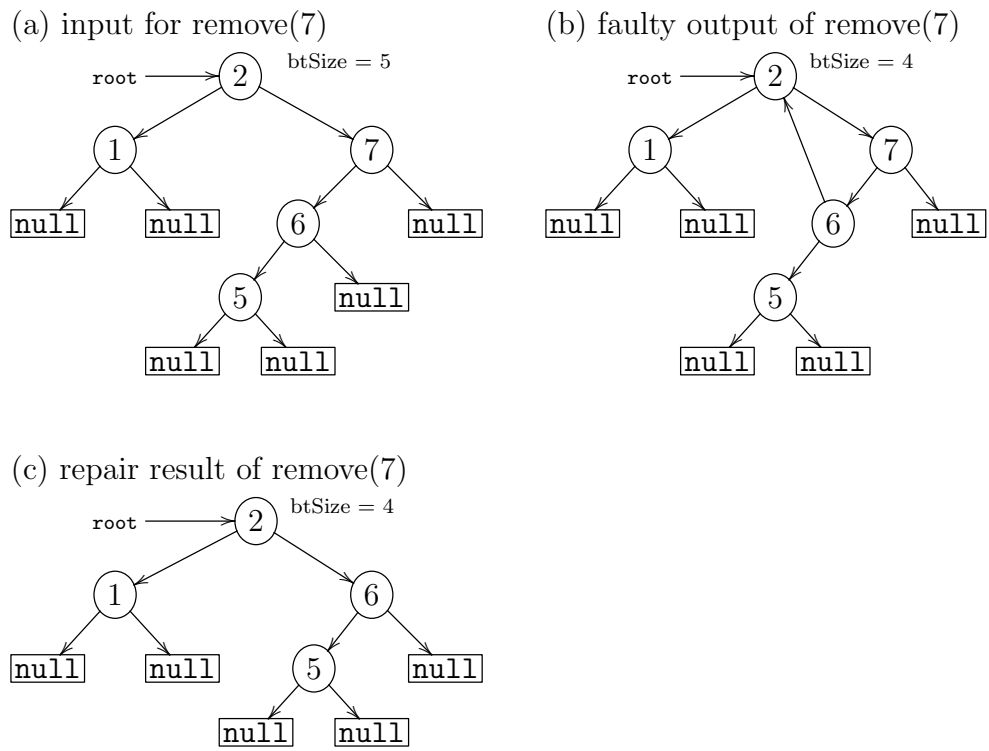 (a) input for remove(7)
root
2
btSize = 5
1
7
null
null
6
null
5
null
null
null
(b) faulty output of remove(7)
root
2
btSize = 4
1
7
null
null
6
null
5
null
null
(c) repair result of remove(7)
root
2
btSize = 4
1
6
null
null
5
null
null
null